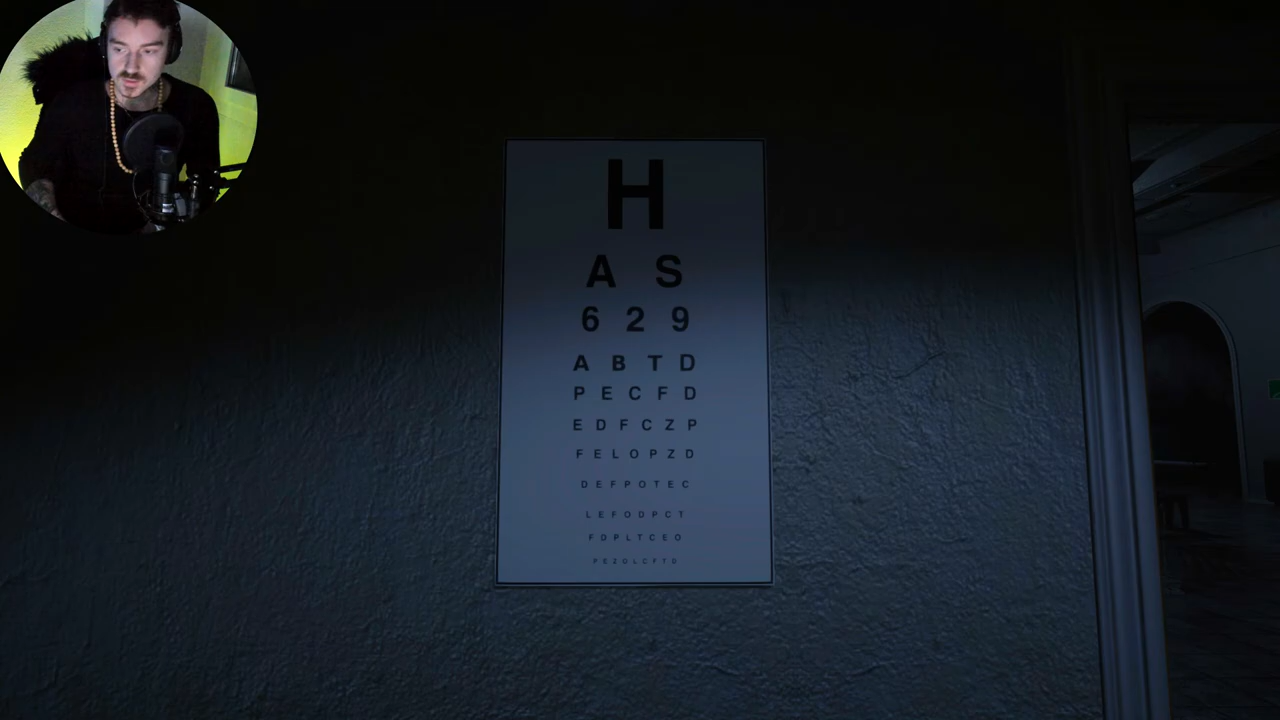 H
A S
6 2 9
A B T D
P E C F D
E D F C Z P
F E L O P Z D
D E F P O T E C
L E F O D P C T
F D P L T C E O
P E Z O L C F T D